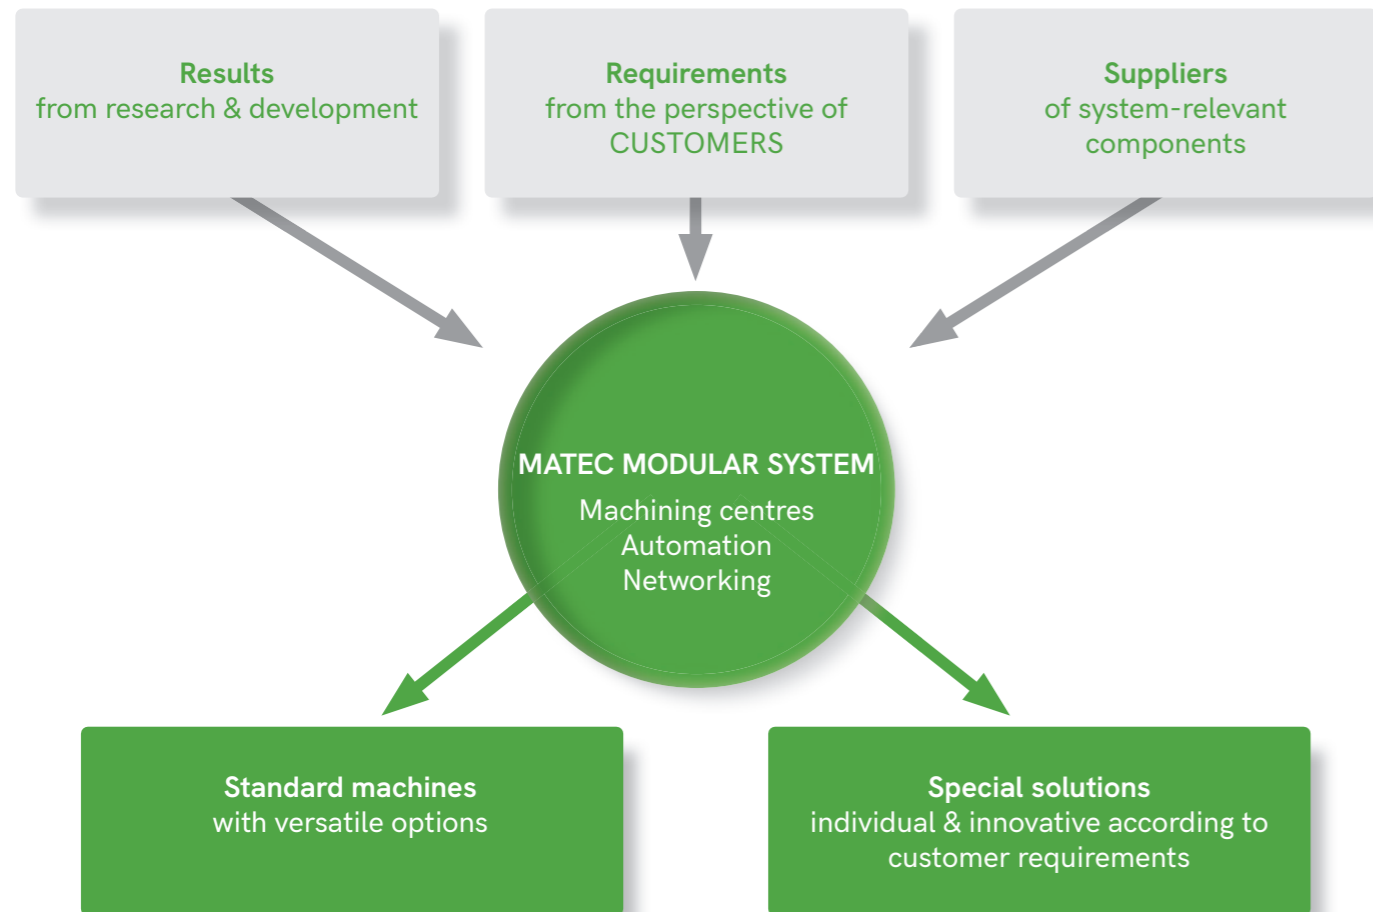 Results
from research & development
Requirements
from the perspective of
CUSTOMERS
Suppliers
of system-relevant
components
MATEC MODULAR SYSTEM
Machining centres
Automation
Networking
Standard machines
with versatile options
Special solutions
individual & innovative according to
customer requirements